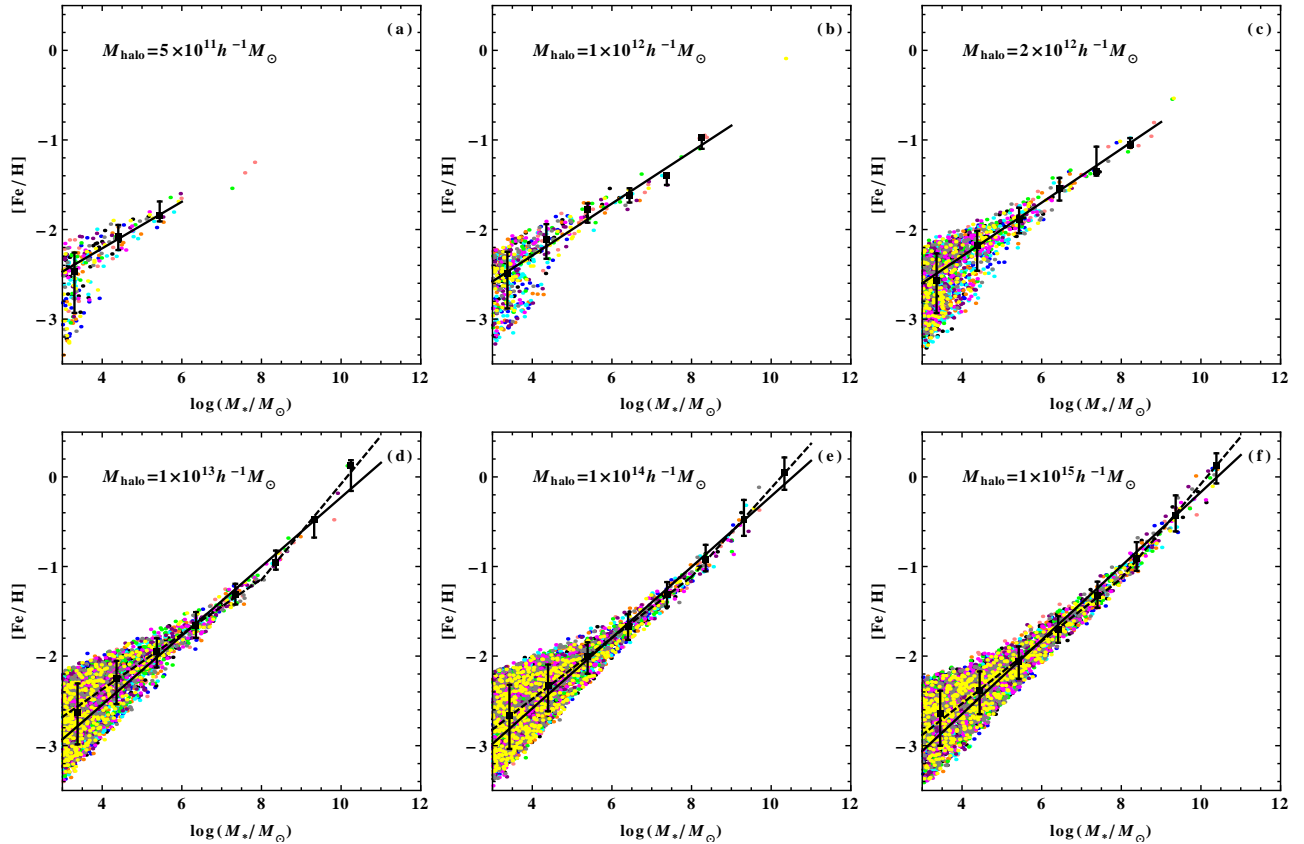 (a)
M_halo=5×10^11 h^−1 M_⊙
0
−1
−2
−3
[Fe/H]
4 6 8 10 12
log(M_*/M_⊙)
(b)
M_halo=1×10^12 h^−1 M_⊙
0
−1
−2
−3
[Fe/H]
4 6 8 10 12
log(M_*/M_⊙)
(c)
M_halo=2×10^12 h^−1 M_⊙
0
−1
−2
−3
[Fe/H]
4 6 8 10 12
log(M_*/M_⊙)
(d)
M_halo=1×10^13 h^−1 M_⊙
0
−1
−2
−3
[Fe/H]
4 6 8 10 12
log(M_*/M_⊙)
(e)
M_halo=1×10^14 h^−1 M_⊙
0
−1
−2
−3
[Fe/H]
4 6 8 10 12
log(M_*/M_⊙)
(f)
M_halo=1×10^15 h^−1 M_⊙
0
−1
−2
−3
[Fe/H]
4 6 8 10 12
log(M_*/M_⊙)